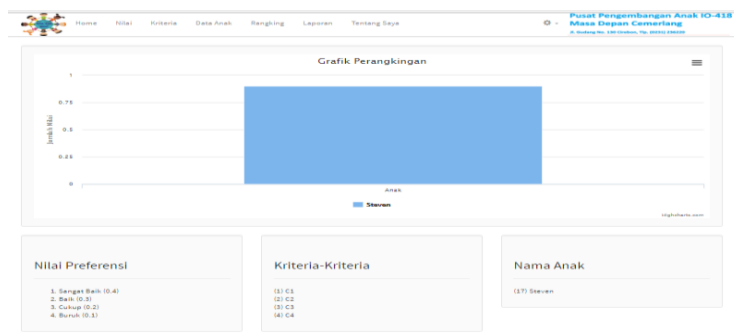 Home Nilai Kriteria Data Anak Rangking Laporan Tentang Saya
Pusat Pengembangan Anak IO-418
Masa Depan Cemerlang
Grafik Perangkingan
1
0.75
0.5
0.25
0
Jumlah Nilai
Anak
Steven
Highcharts.com
Nilai Preferensi
1. Sangat Baik (0.4)
2. Baik (0.3)
3. Cukup (0.2)
4. Buruh (0.1)
Kriteria-Kriteria
(1) C1
(2) C2
(3) C3
(4) C4
Nama Anak
(17) Steven